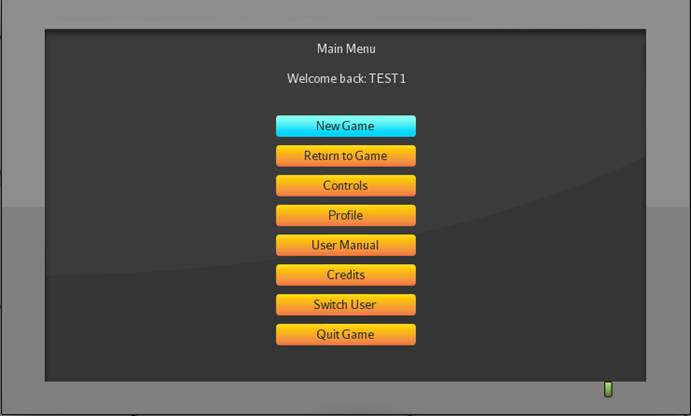 Main Menu
Welcome back: TEST1
New Game
Return to Game
Controls
Profile
User Manual
Credits
Switch User
Quit Game